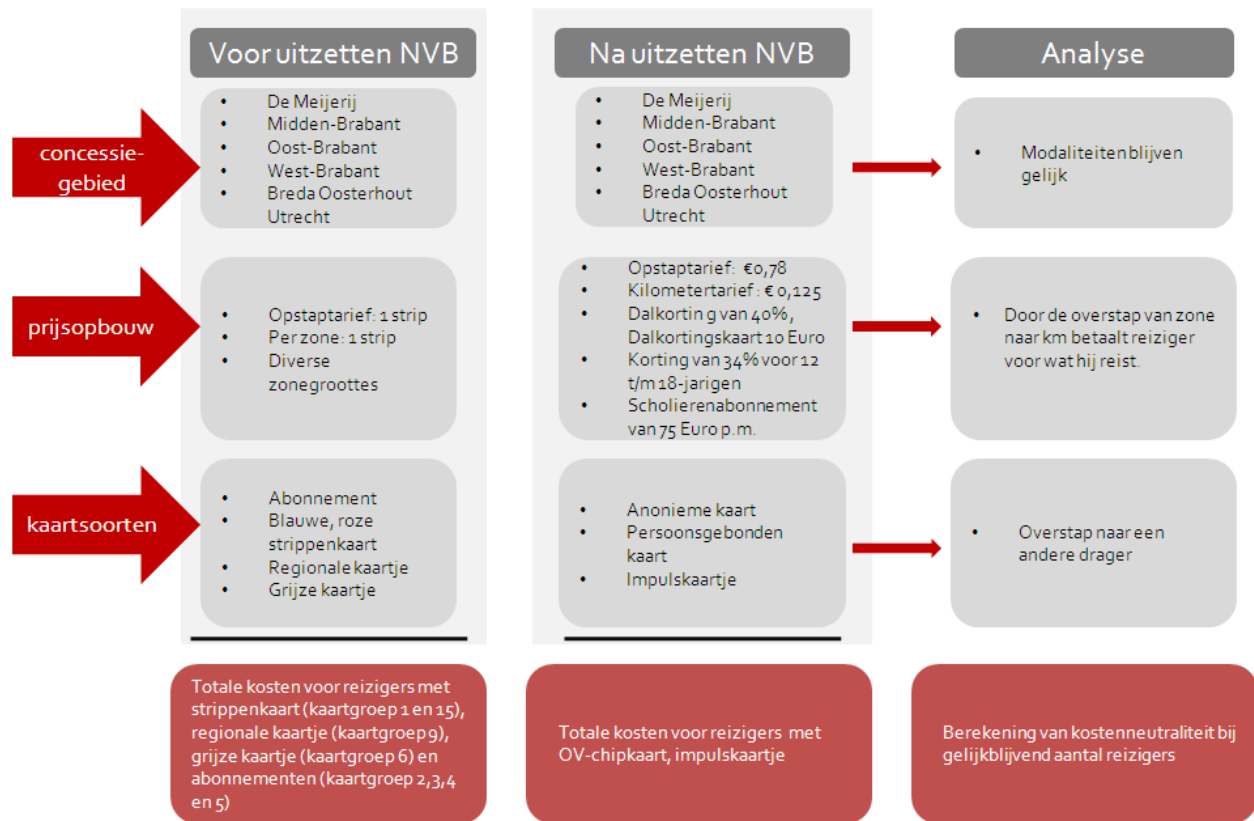 Voor uitzetten NVB
Na uitzetten NVB
Analyse
concessie-
gebied
• De Meijerij
• Midden-Brabant
• Oost-Brabant
• West-Brabant
• Breda Oosterhout
Utrecht
• De Meijerij
• Midden-Brabant
• Oost-Brabant
• West-Brabant
• Breda Oosterhout
Utrecht
• Modaliteiten blijven
gelijk
prijsopbouw
• Opstaptarief: 1 strip
• Per zone: 1 strip
• Diverse
zonegroottes
• Opstaptarief: €0,78
• Kilometertarief: € 0,125
• Dalkorting van 40%,
Dalkortingskaart 10 Euro
• Korting van 34% voor 12
t/m 18-jarigen
• Scholierenabonnement
van 75 Euro p.m.
• Door de overstap van zone
naar km betaalt reiziger
voor wat hij reist.
kaartsoorten
• Abonnement
• Blauwe, roze
strippenkaart
• Regionale kaartje
• Grijze kaartje
• Anonieme kaart
• Persoonsgebonden
kaart
• Impulskaartje
• Overstap naar een
andere drager
Totale kosten voor reizigers met
strippenkaart (kaartgroep 1 en 15),
regionale kaartje (kaartgroep 9),
grijze kaartje (kaartgroep 6) en
abonnementen (kaartgroep 2,3,4
en 5)
Totale kosten voor reizigers met
OV-chipkaart, impulskaartje
Berekening van kostenneutraliteit bij
gelijkblijvend aantal reizigers